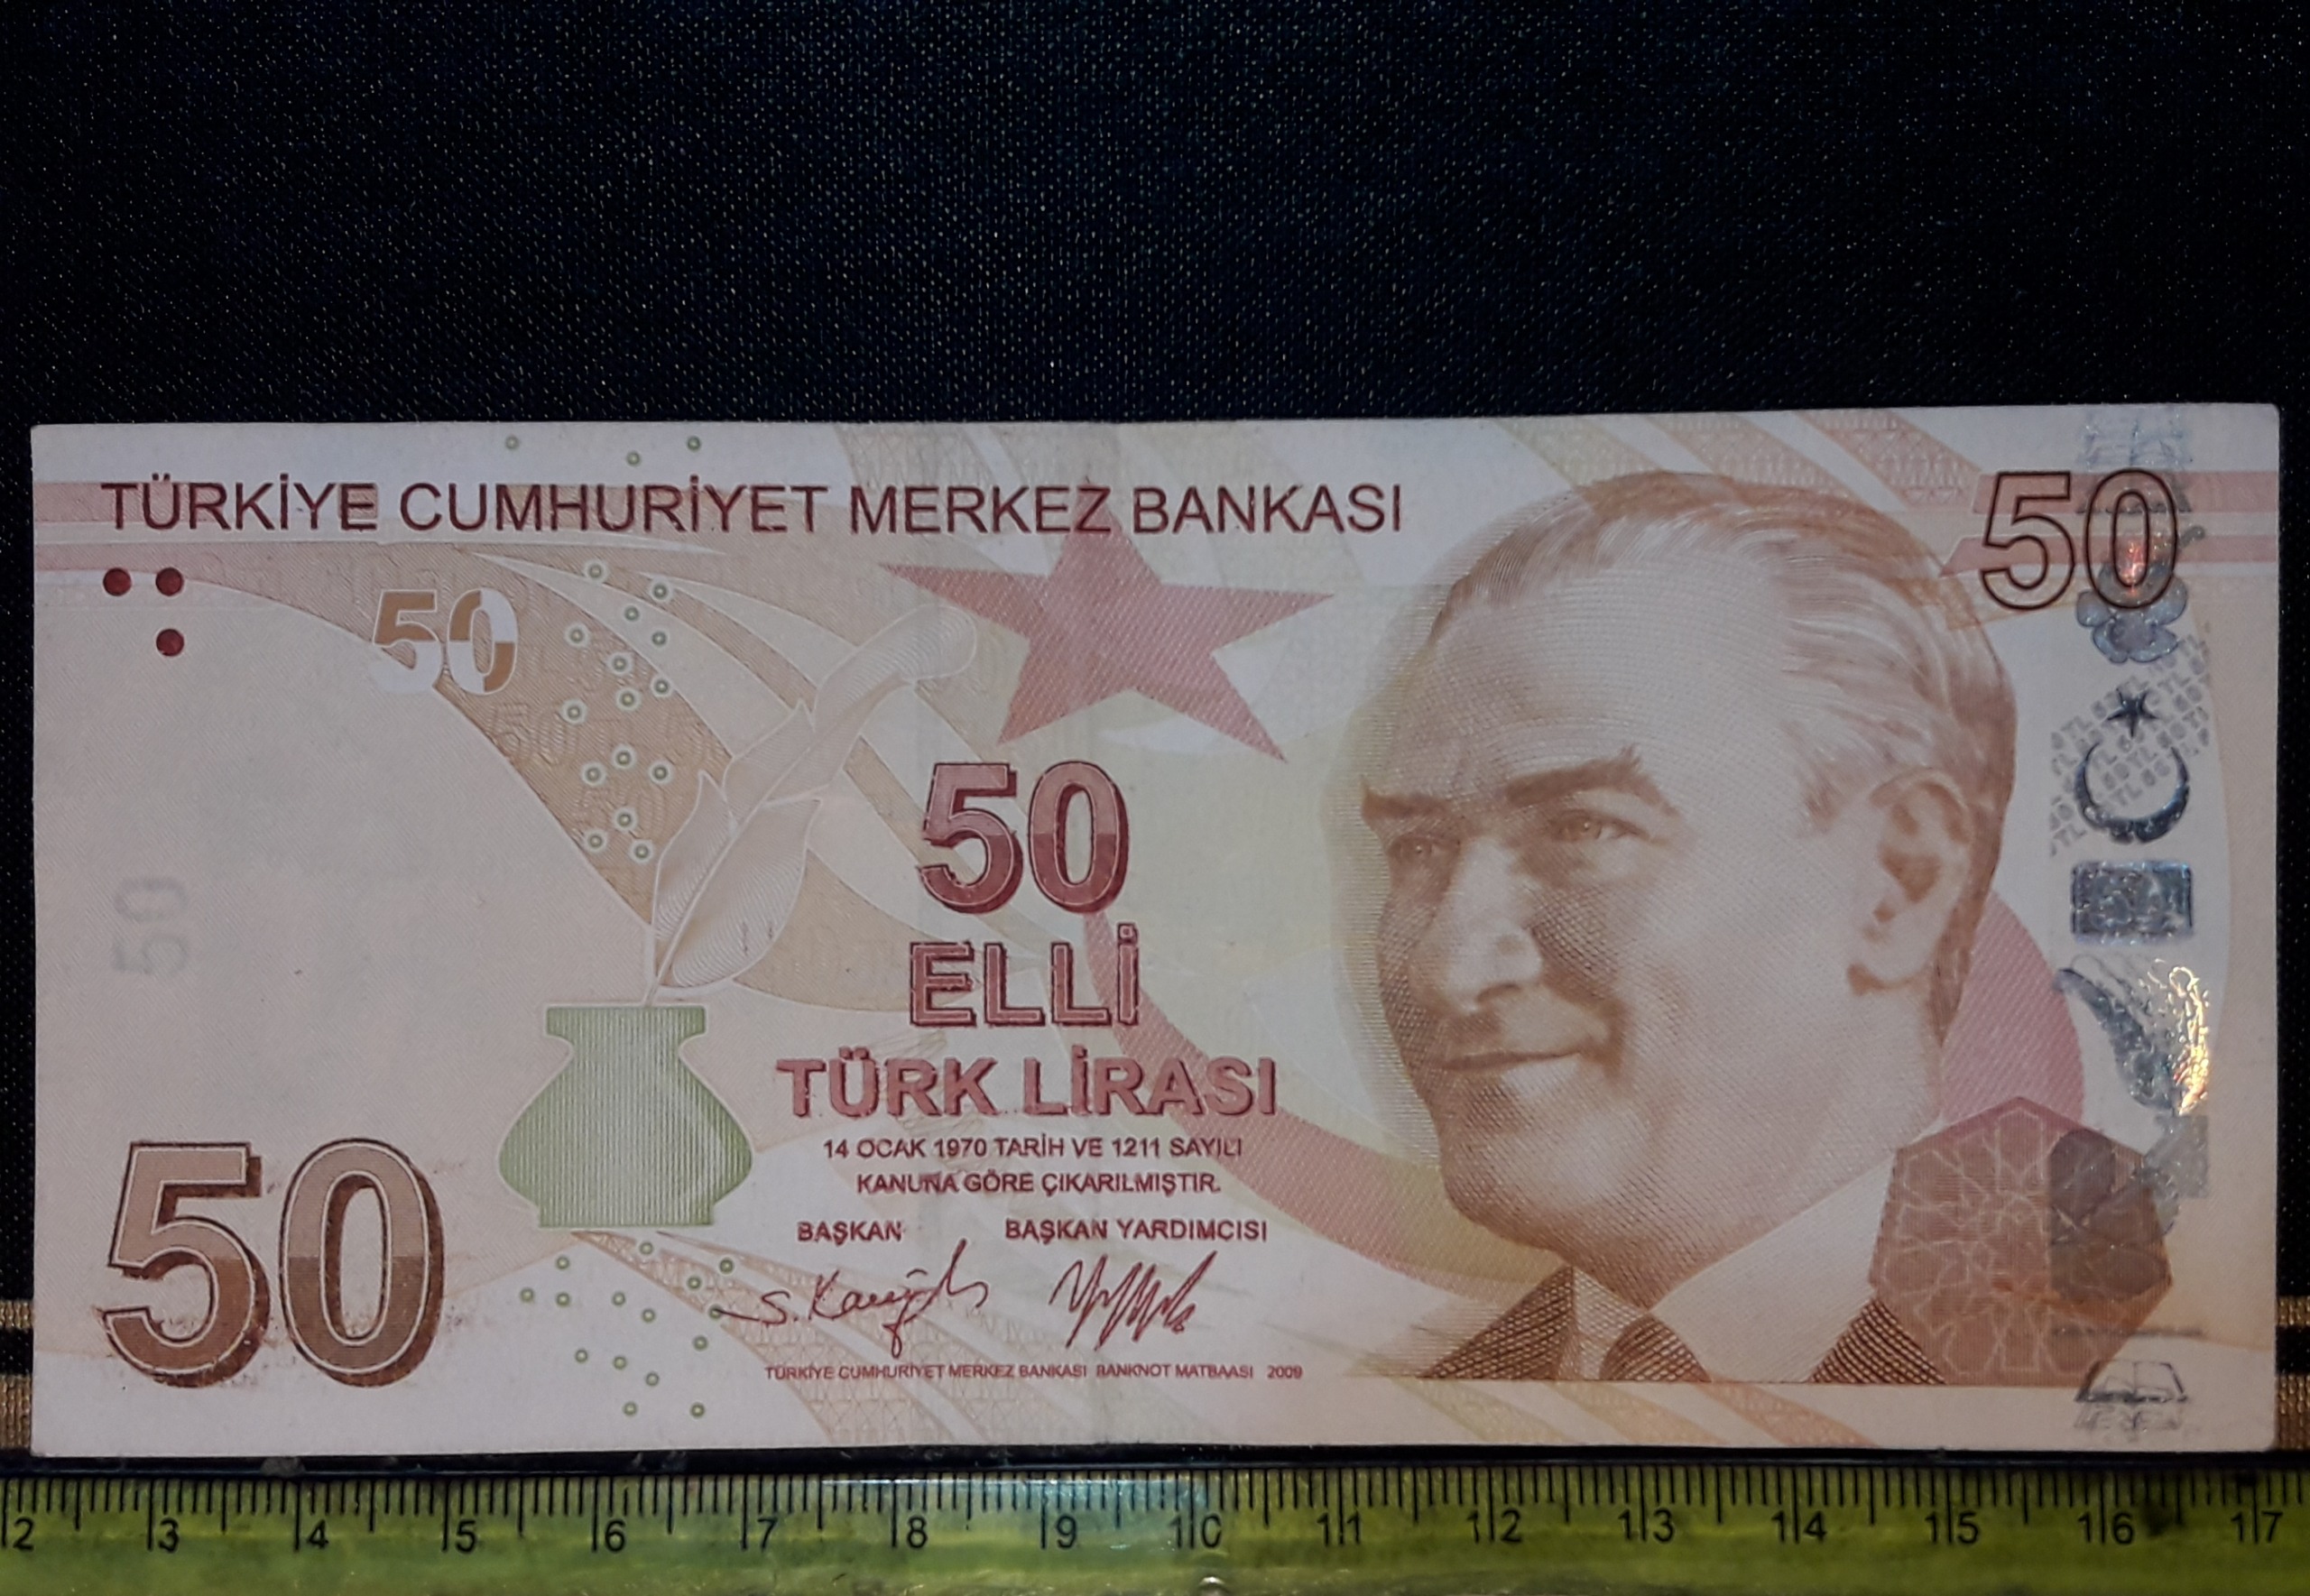 TÜRKİYE CUMHURİYET MERKEZ BANKASI
50
50
50
ELLİ
TÜRK LİRASI
14 OCAK 1970 TARİH VE 1211 SAYILI
KANUNA GÖRE ÇIKARILMIŞTIR.
BAŞKAN BAŞKAN YARDIMCISI
TÜRKİYE CUMHURİYET MERKEZ BANKASI BANKNOT MATBAASI 2009
50
50
2 3 4 5 6 7 8 9 10 11 12 13 14 15 16 17